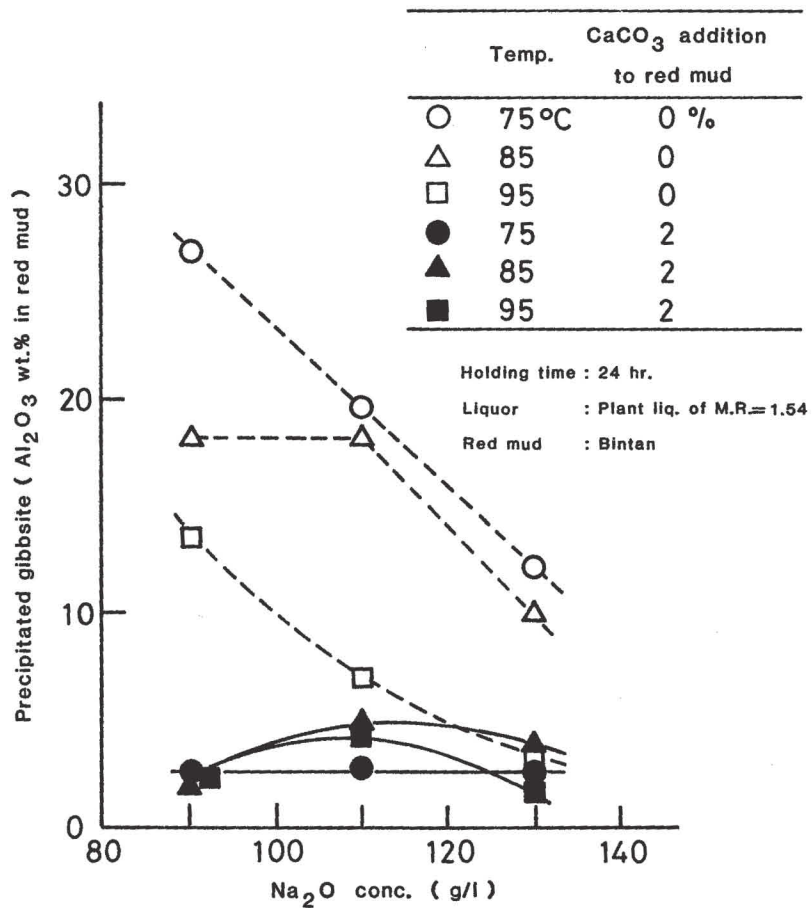 Temp. CaCO3 addition
to red mud
○ 75°C 0 %
△ 85 0
□ 95 0
● 75 2
▲ 85 2
■ 95 2
Holding time : 24 hr.
Liquor : Plant liq. of M.R.=1.54
Red mud : Bintan
Precipitated gibbsite ( Al2O3 wt.% in red mud )
30
20
10
0
80 100 120 140
Na2O conc. ( g/l )